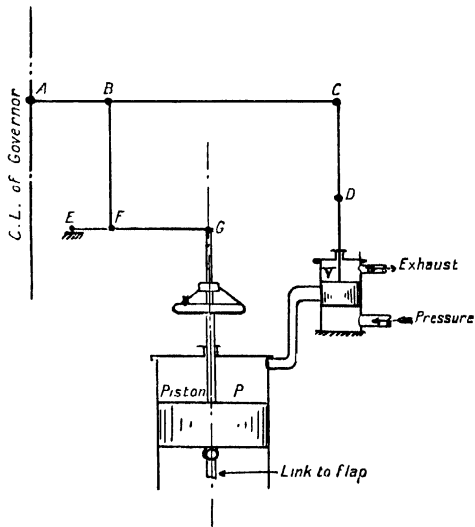 C.L. of Governor
A
B
C
D
E
F
G
V
Exhaust
Pressure
Piston P
Link to flap